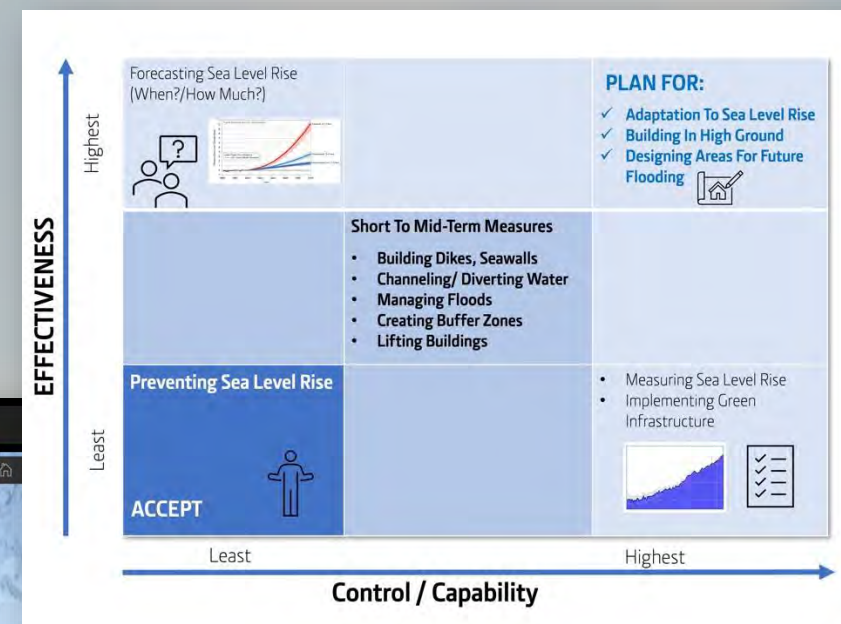 Forecasting Sea Level Rise
(When?/How Much?)
?
PLAN FOR:
✓ Adaptation To Sea Level Rise
✓ Building In High Ground
✓ Designing Areas For Future
Flooding
Highest
EFFECTIVENESS
Short To Mid-Term Measures
• Building Dikes, Seawalls
• Channeling/ Diverting Water
• Managing Floods
• Creating Buffer Zones
• Lifting Buildings
Preventing Sea Level Rise
ACCEPT
• Measuring Sea Level Rise
• Implementing Green
Infrastructure
Least
Least
Highest
Control / Capability